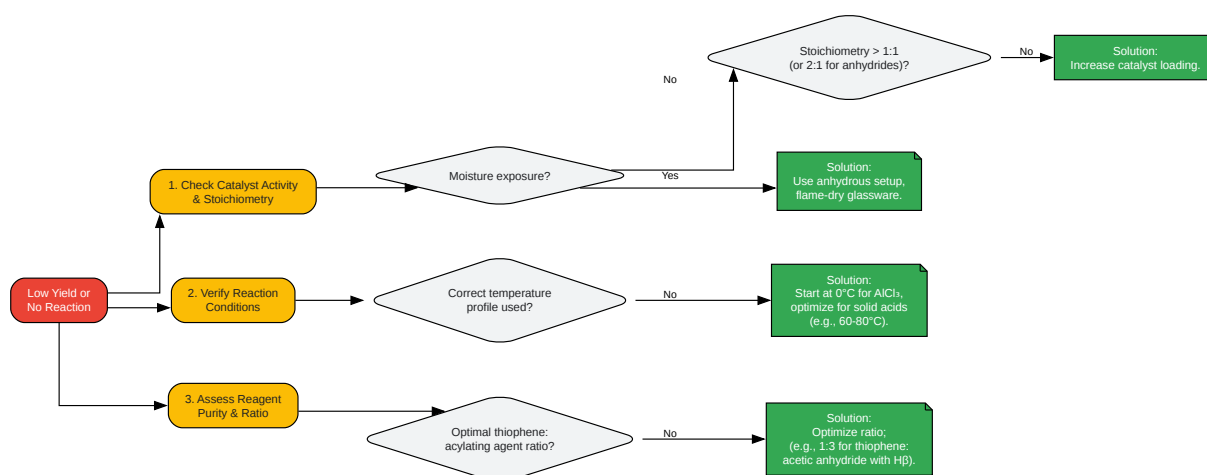 Stoichiometry > 1:1
(or 2:1 for anhydrides)?
No
Solution:
Increase catalyst loading.
No
1. Check Catalyst Activity
& Stoichiometry
Moisture exposure?
Yes
Solution:
Use anhydrous setup,
flame-dry glassware.
Low Yield or
No Reaction
2. Verify Reaction
Conditions
Correct temperature
profile used?
No
Solution:
Start at 0°C for AlCl₃,
optimize for solid acids
(e.g., 60-80°C).
3. Assess Reagent
Purity & Ratio
Optimal thiophene:
acylating agent ratio?
No
Solution:
Optimize ratio;
(e.g., 1:3 for thiophene:
acetic anhydride with Hβ).